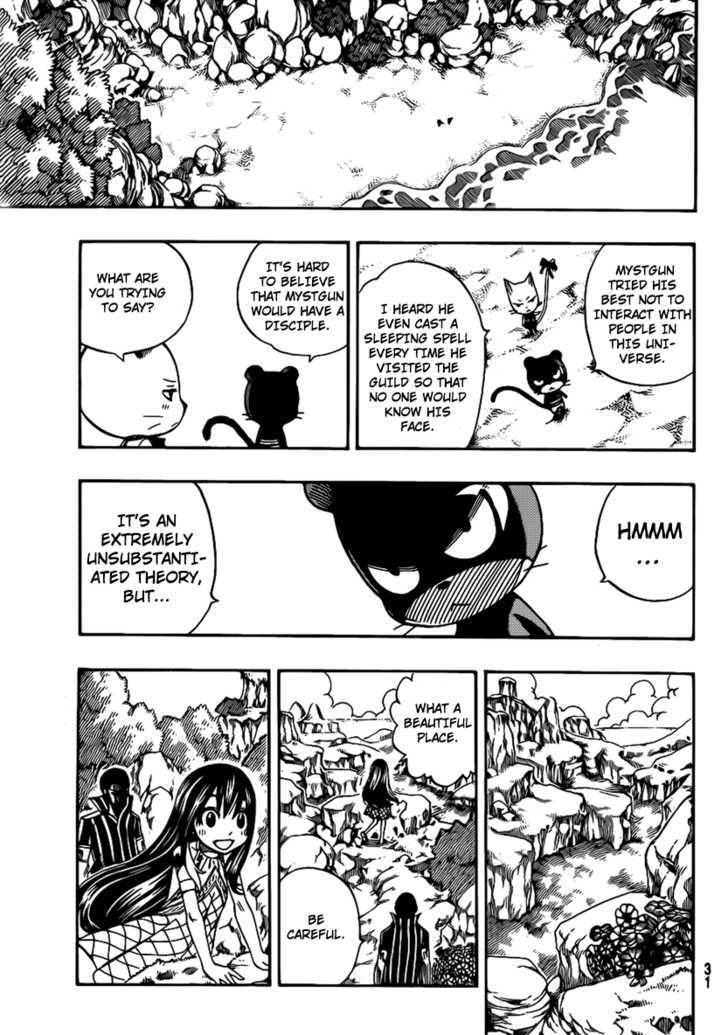 MYSTGUN
TRIED HIS
BEST NOT TO
INTERACT WITH
PEOPLE IN
THIS UNI-
VERSE.
I HEARD HE
EVEN CAST A
SLEEPING SPELL
EVERY TIME HE
VISITED THE
GUILD SO THAT
NO ONE WOULD
KNOW HIS
FACE.
IT'S HARD
TO BELIEVE
THAT MYSTGUN
WOULD HAVE A
DISCIPLE.
WHAT ARE
YOU TRYING
TO SAY?
HMMM
...
IT'S AN
EXTREMELY
UNSUBSTANTI-
ATED THEORY,
BUT...
WHAT A
BEAUTIFUL
PLACE.
BE
CAREFUL.
31